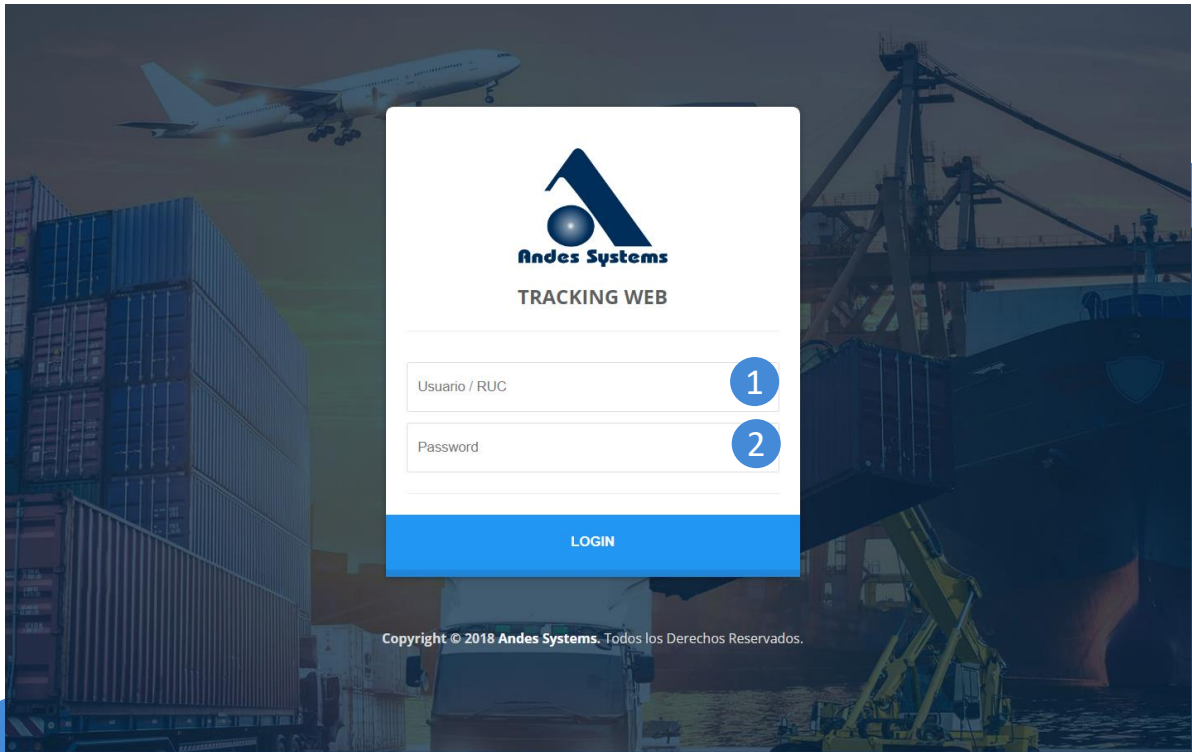 Andes Systems
TRACKING WEB
Usuario / RUC
1
Password
2
LOGIN
Copyright © 2018 Andes Systems. Todos los Derechos Reservados.